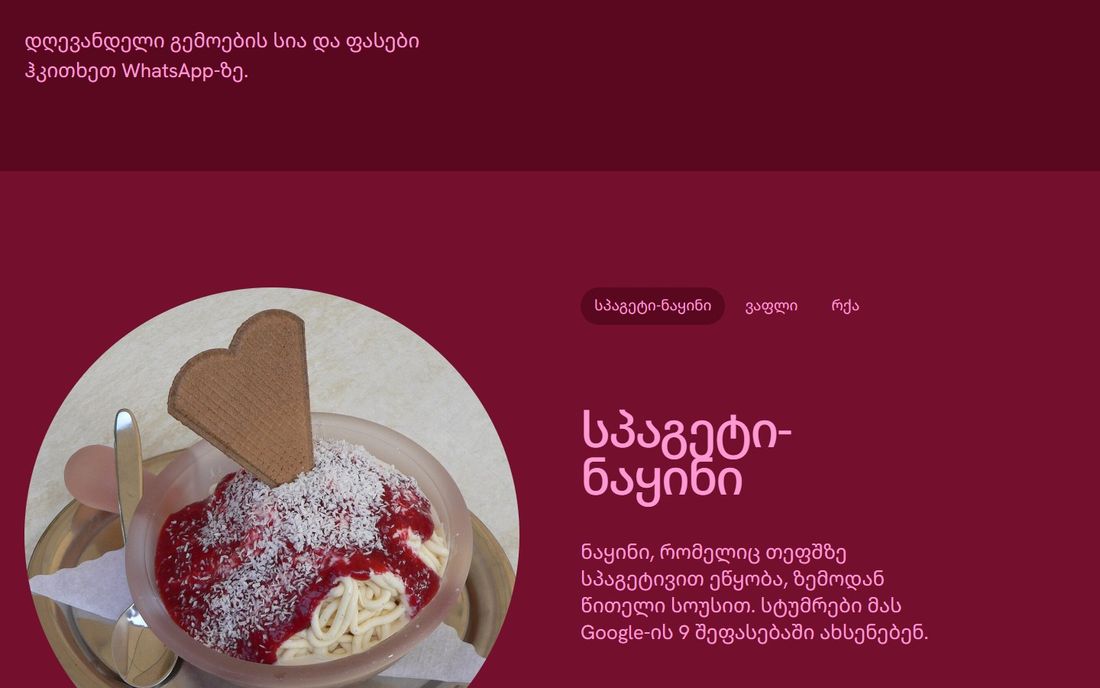 დღევანდელი გემოების სია და ფასები
ჰკითხეთ WhatsApp-ზე.
სპაგეტი-ნაყინი
ვაფლი
რქა
სპაგეტი-
ნაყინი
ნაყინი, რომელიც თეფშზე
სპაგეტივით ეწყობა, ზემოდან
წითელი სოუსით. სტუმრები მას
Google-ის 9 შეფასებაში ახსენებენ.